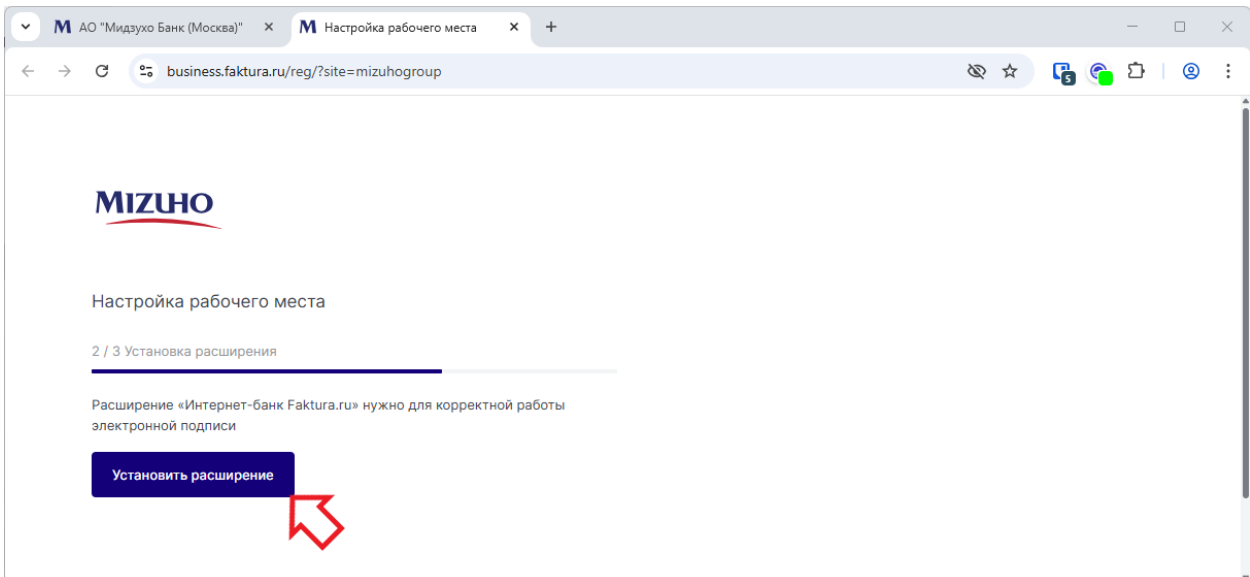 M АО "Мидзухо Банк (Москва)"
M Настройка рабочего места
business.faktura.ru/reg/?site=mizuhogroup
5
MIZUHO
Настройка рабочего места
2 / 3 Установка расширения
Расширение «Интернет-банк Faktura.ru» нужно для корректной работы
электронной подписи
Установить расширение